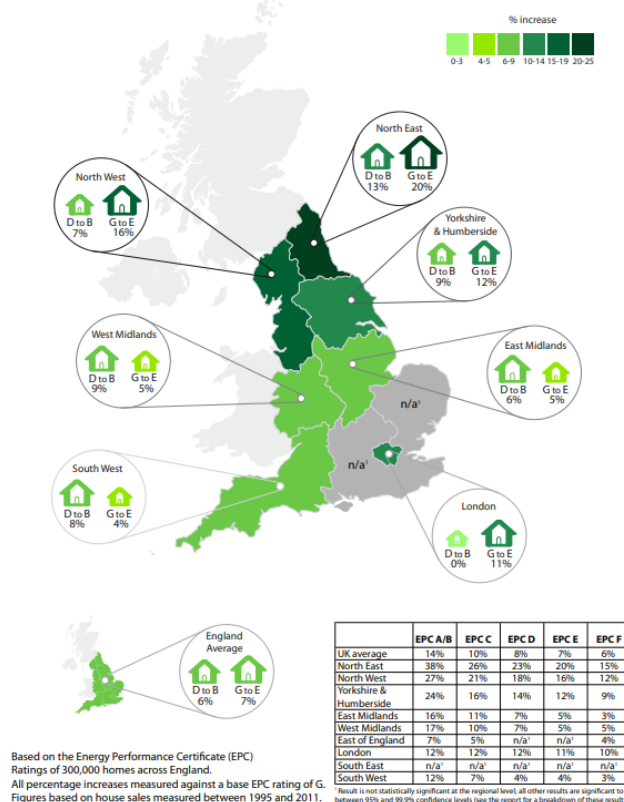 % increase
0-3 4-5 6-9 10-14 15-19 20-25
North East
D to B G to E
13% 20%
North West
D to B G to E
7% 16%
Yorkshire
& Humberside
D to B G to E
9% 12%
West Midlands
D to B G to E
9% 5%
East Midlands
D to B G to E
6% 5%
n/a¹
n/a¹
South West
D to B G to E
8% 4%
London
D to B G to E
0% 11%
England
Average
D to B G to E
6% 7%
EPC A/B EPC C EPC D EPC E EPC F
UK average 14% 10% 8% 7% 6%
North East 38% 26% 23% 20% 15%
North West 27% 21% 18% 16% 12%
Yorkshire &
Humberside 24% 16% 14% 12% 9%
East Midlands 16% 11% 7% 5% 3%
West Midlands 17% 10% 7% 5% 5%
East of England 7% 5% n/a¹ n/a¹ 4%
London 12% 12% 12% 11% 10%
South East n/a¹ n/a¹ n/a¹ n/a¹ n/a¹
South West 12% 7% 4% 4% 3%
Based on the Energy Performance Certificate (EPC)
Ratings of 300,000 homes across England.
All percentage increases measured against a base EPC rating of G.
Figures based on house sales measured between 1995 and 2011.
¹ Result is not statistically significant at the regional level; all other results are significant to
between 95% and 99.9% confidence levels (see the report for a breakdown of these